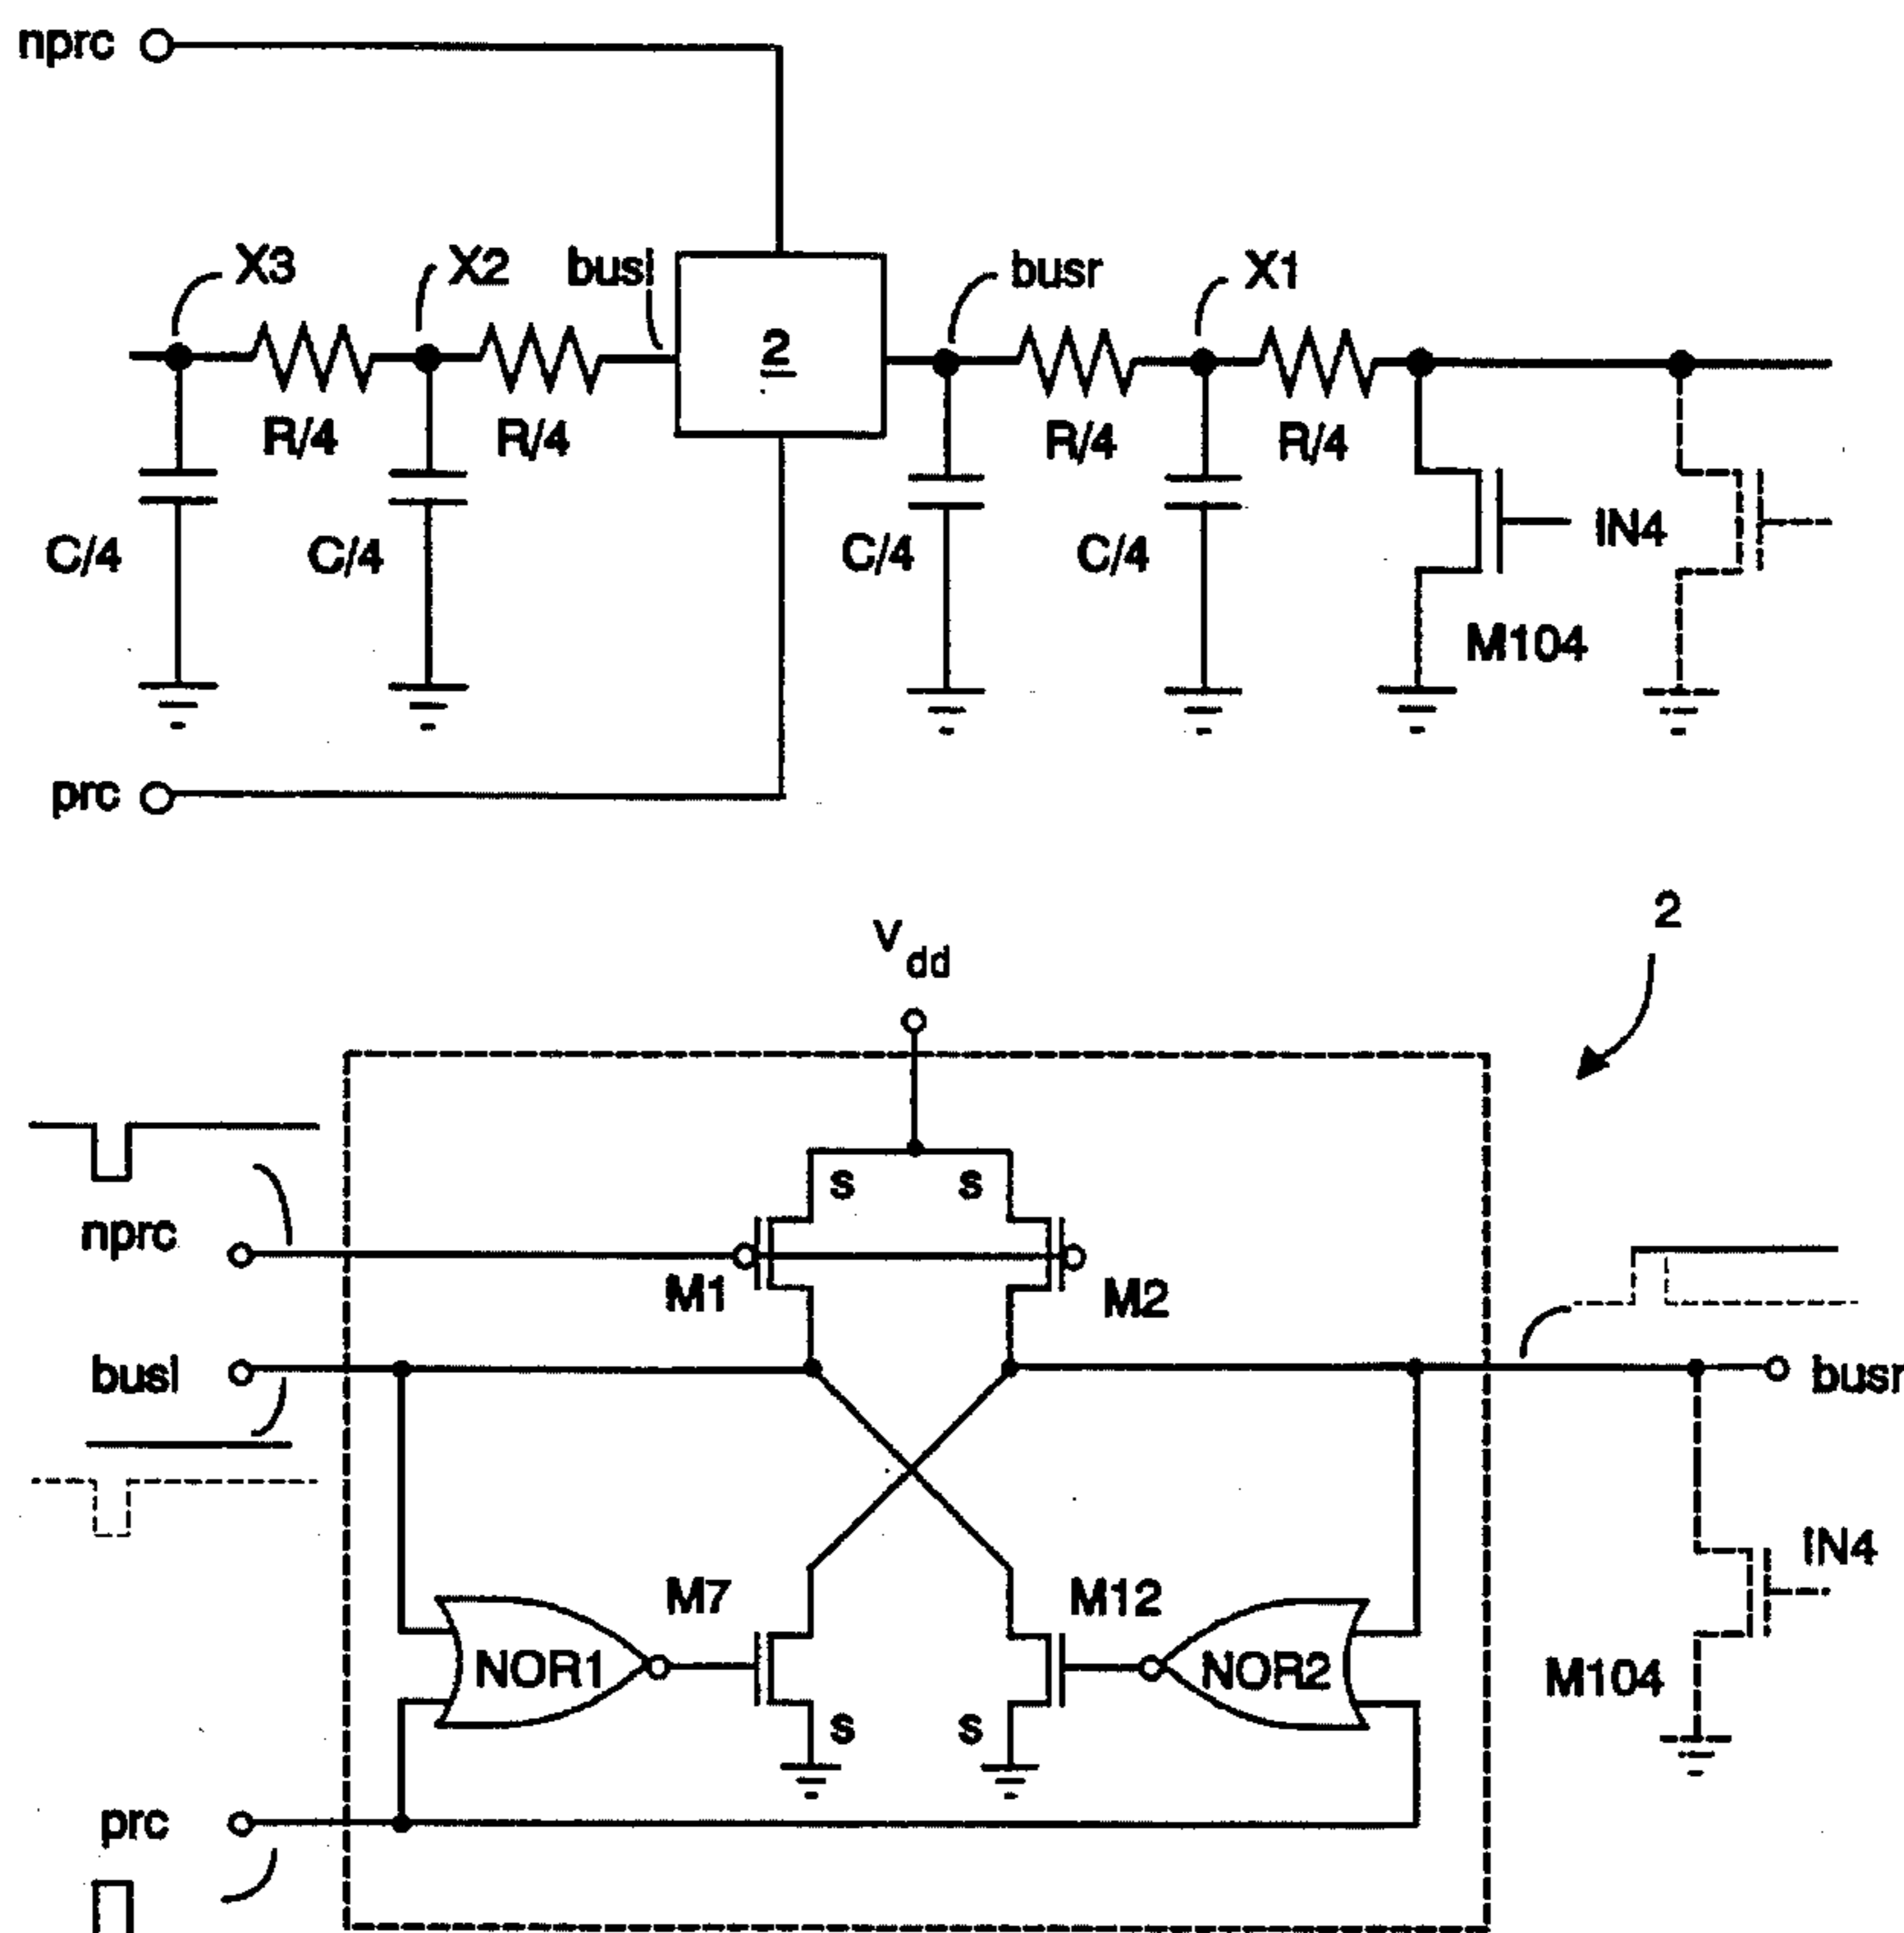 nprc
X3
X2
busl
2
busr
X1
R/4
R/4
R/4
R/4
C/4
C/4
C/4
C/4
IN4
M104
prc
2
Vdd
s
s
nprc
M1
M2
busl
busr
M7
M12
IN4
NOR1
NOR2
M104
s
s
prc